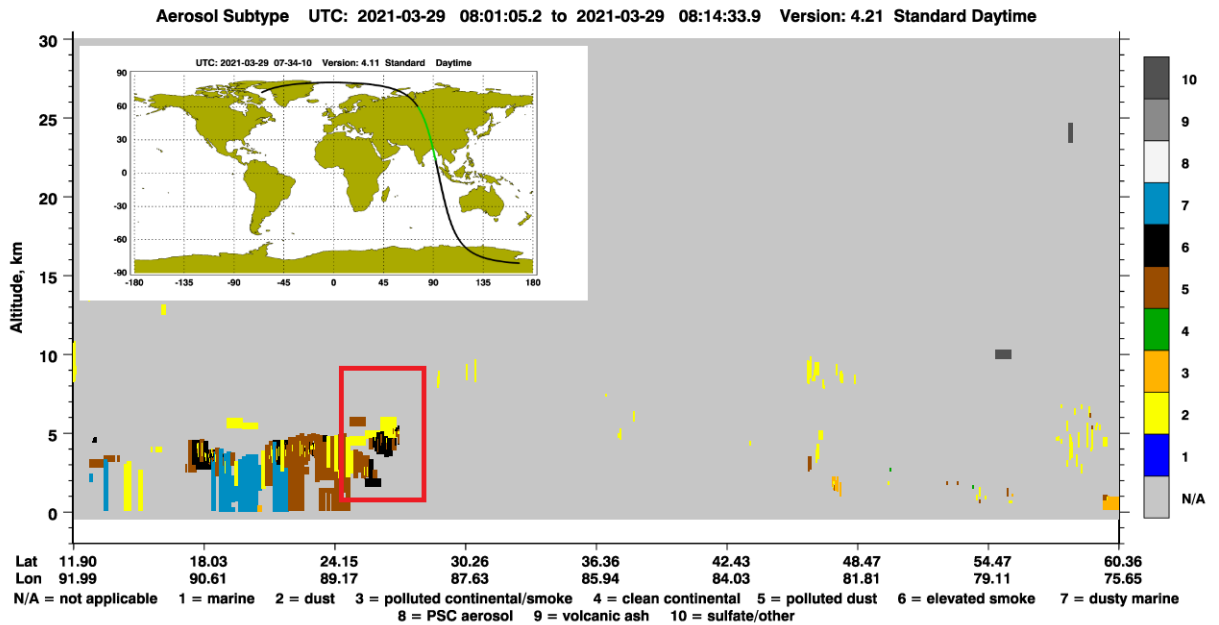 Aerosol Subtype UTC: 2021-03-29 08:01:05.2 to 2021-03-29 08:14:33.9 Version: 4.21 Standard Daytime
UTC: 2021-03-29 07-34-10 Version: 4.11 Standard Daytime
90
60
30
0
-30
-60
-90
-180 -135 -90 -45 0 45 90 135 180
Altitude, km
30
25
20
15
10
5
0
10
9
8
7
6
5
4
3
2
1
N/A
Lat 11.90 18.03 24.15 30.26 36.36 42.43 48.47 54.47 60.36
Lon 91.99 90.61 89.17 87.63 85.94 84.03 81.81 79.11 75.65
N/A = not applicable 1 = marine 2 = dust 3 = polluted continental/smoke 4 = clean continental 5 = polluted dust 6 = elevated smoke 7 = dusty marine
8 = PSC aerosol 9 = volcanic ash 10 = sulfate/other